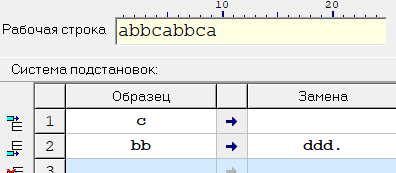 10 20
Рабочая строка abbcabbca
Система подстановок:
Образец Замена
1 c
2 bb ddd.
3